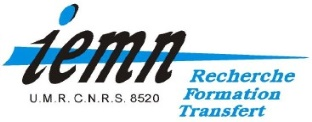 iemn
U.M.R. C.N.R.S. 8520
Recherche
Formation
Transfert